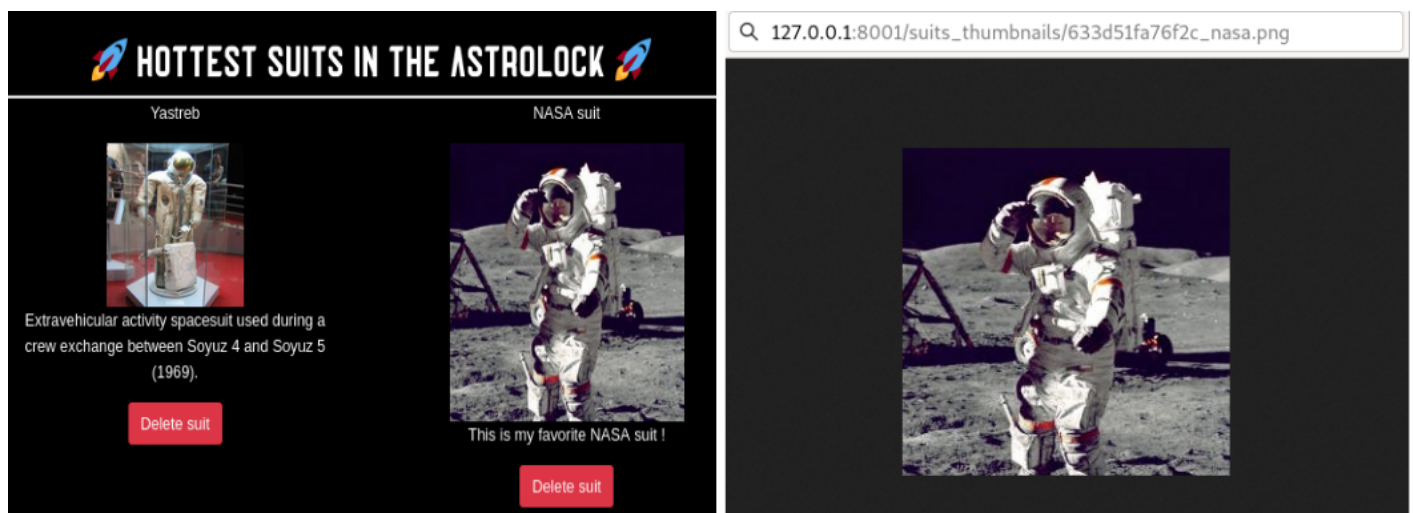 🚀 HOTTEST SUITS IN THE ASTROLOCK 🚀
Yastreb
Extravehicular activity spacesuit used during a
crew exchange between Soyuz 4 and Soyuz 5
(1969).
Delete suit
NASA suit
This is my favorite NASA suit !
Delete suit
127.0.0.1:8001/suits_thumbnails/633d51fa76f2c_nasa.png